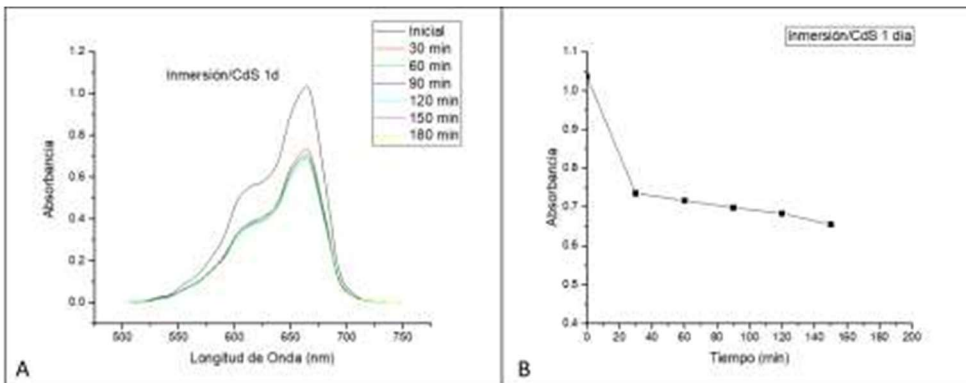 Inicial
30 min
60 min
90 min
120 min
150 min
180 min
Inmersión/CdS 1d
1.2
1.0
0.8
0.6
0.4
0.2
0.0
Absorbancia
500 550 600 650 700 750
Longitud de Onda (nm)
A
Inmersión/CdS 1 dia
1.1
1.0
0.9
0.8
0.7
0.6
0.5
0.4
Absorbancia
0 20 40 60 80 100 120 140 160 180 200
Tiempo (min)
B